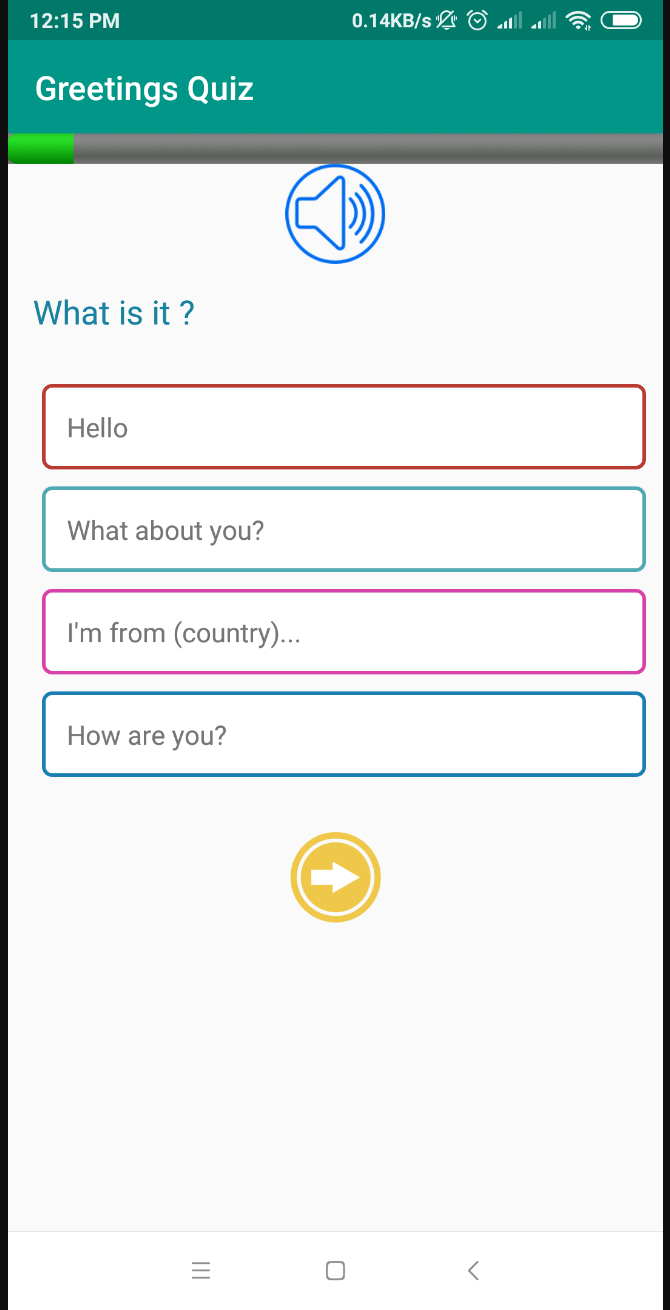 12:15 PM 0.14KB/s
Greetings Quiz
What is it ?
Hello
What about you?
I'm from (country)...
How are you?